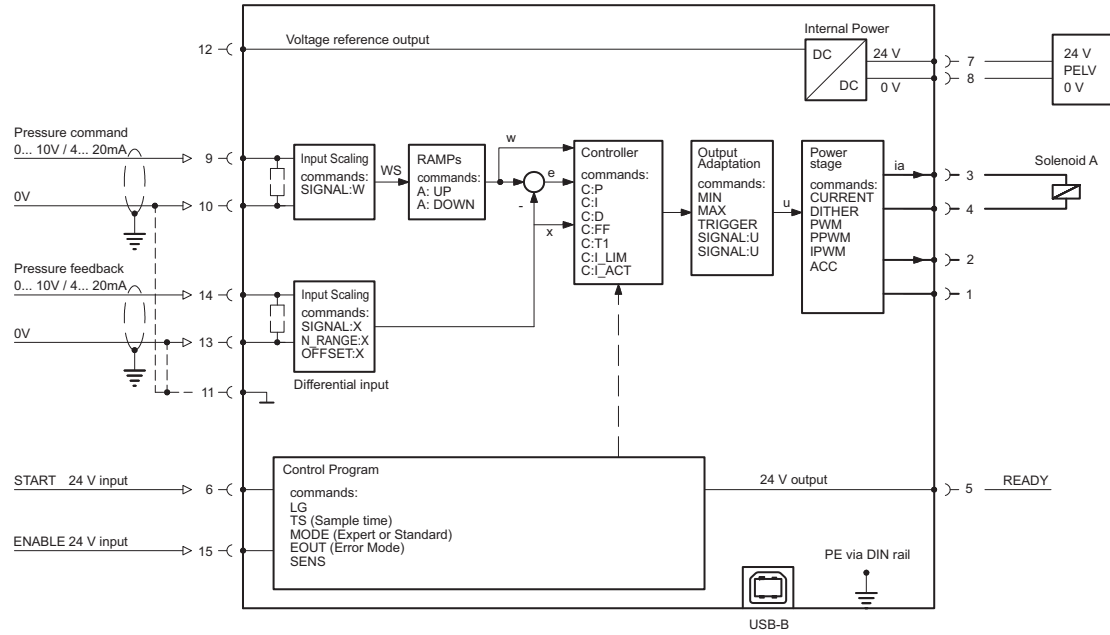 Internal Power
12
Voltage reference output
DC
DC
24 V
0 V
7
8
24 V
PELV
0 V
Pressure command
0... 10V / 4... 20mA
9
0V
10
Input Scaling
commands:
SIGNAL:W
WS
RAMPs
commands:
A: UP
A: DOWN
w
e
-
x
Controller
commands:
C:P
C:I
C:D
C:FF
C:T1
C:I_LIM
C:I_ACT
Output
Adaptation
commands:
MIN
MAX
TRIGGER
SIGNAL:U
SIGNAL:U
u
Power
stage
commands:
CURRENT
DITHER
PWM
PPWM
IPWM
ACC
ia
3
4
2
1
Solenoid A
Pressure feedback
0... 10V / 4... 20mA
14
0V
13
11
Input Scaling
commands:
SIGNAL:X
N_RANGE:X
OFFSET:X
Differential input
START 24 V input
6
ENABLE 24 V input
15
Control Program
commands:
LG
TS (Sample time)
MODE (Expert or Standard)
EOUT (Error Mode)
SENS
24 V output
5
READY
PE via DIN rail
USB-B